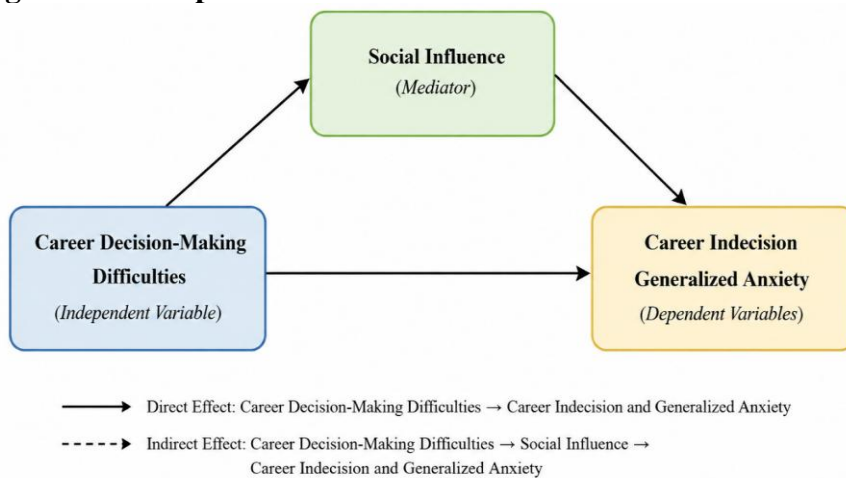 Social Influence
(Mediator)
Career Decision-Making
Difficulties
(Independent Variable)
Career Indecision
Generalized Anxiety
(Dependent Variables)
Direct Effect: Career Decision-Making Difficulties → Career Indecision and Generalized Anxiety
Indirect Effect: Career Decision-Making Difficulties → Social Influence →
Career Indecision and Generalized Anxiety